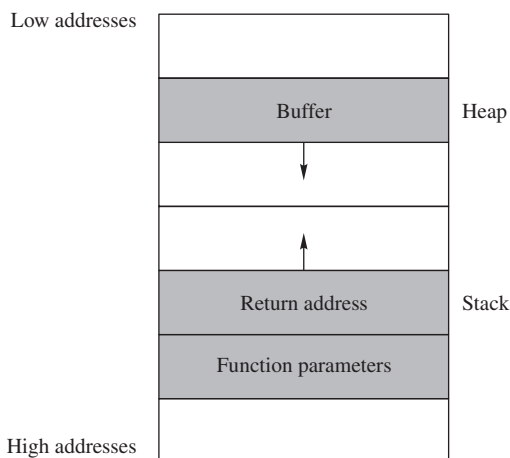 Low addresses
Buffer
Heap
Return address
Stack
Function parameters
High addresses